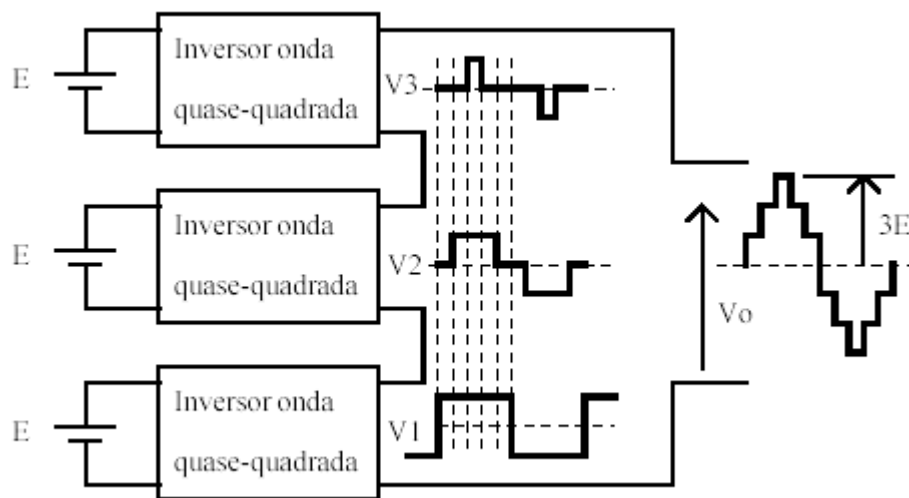 Inversor onda
quase-quadrada
E
V3
Inversor onda
quase-quadrada
E
V2
3E
Vo
Inversor onda
quase-quadrada
E
V1